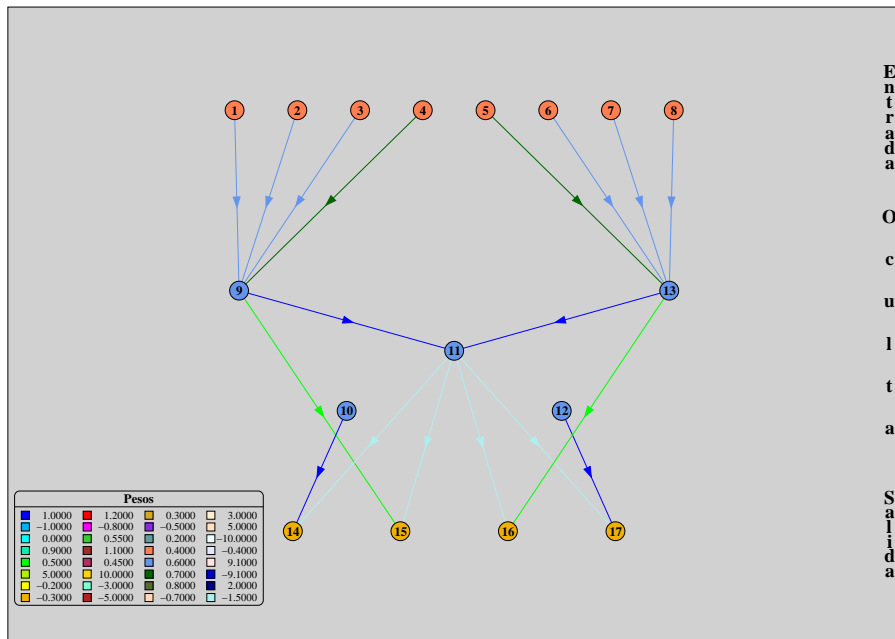 1 2 3 4 5 6 7 8
Entrada
9 13
Oculta
11
10 12
14 15 16 17
Salida
Pesos
1.0000 1.2000 0.3000 3.0000
−1.0000 −0.8000 −0.5000 5.0000
0.0000 0.5500 0.2000 −10.0000
0.9000 1.1000 0.4000 −0.4000
0.5000 0.4500 0.6000 9.1000
5.0000 10.0000 0.7000 −9.1000
−0.2000 −3.0000 0.8000 2.0000
−0.3000 −5.0000 −0.7000 −1.5000